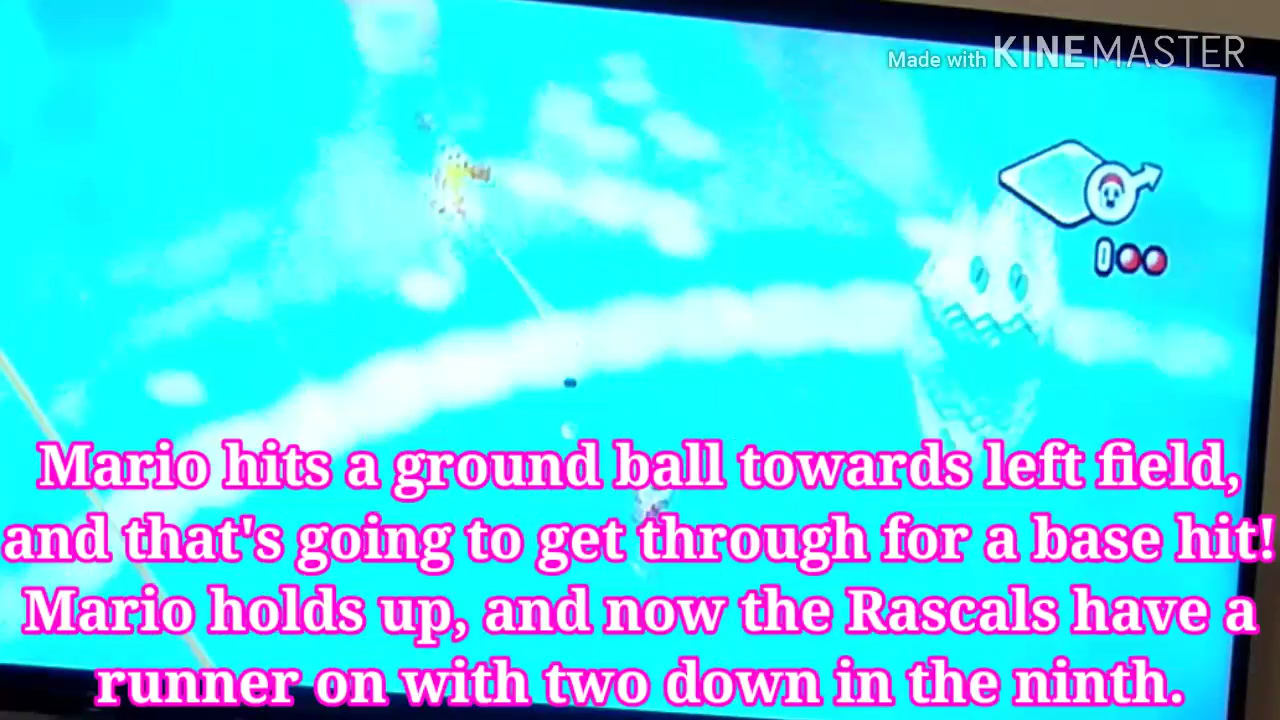 Made with KINEMASTER
Mario hits a ground ball towards left field,
and that's going to get through for a base hit!
Mario holds up, and now the Rascals have a
runner on with two down in the ninth.